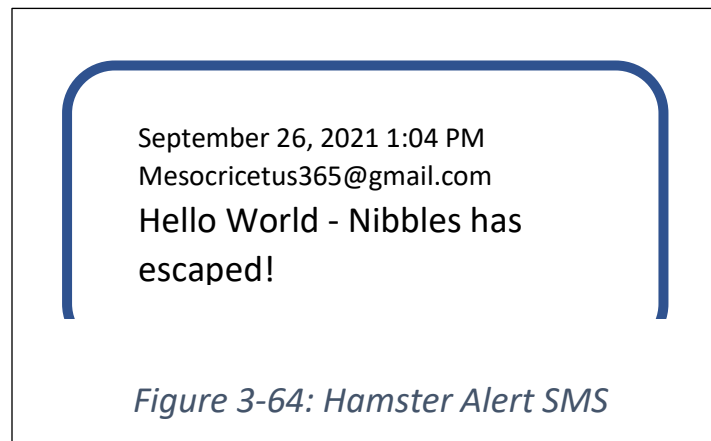 September 26, 2021 1:04 PM
Mesocricetus365@gmail.com
Hello World - Nibbles has
escaped!
Figure 3-64: Hamster Alert SMS